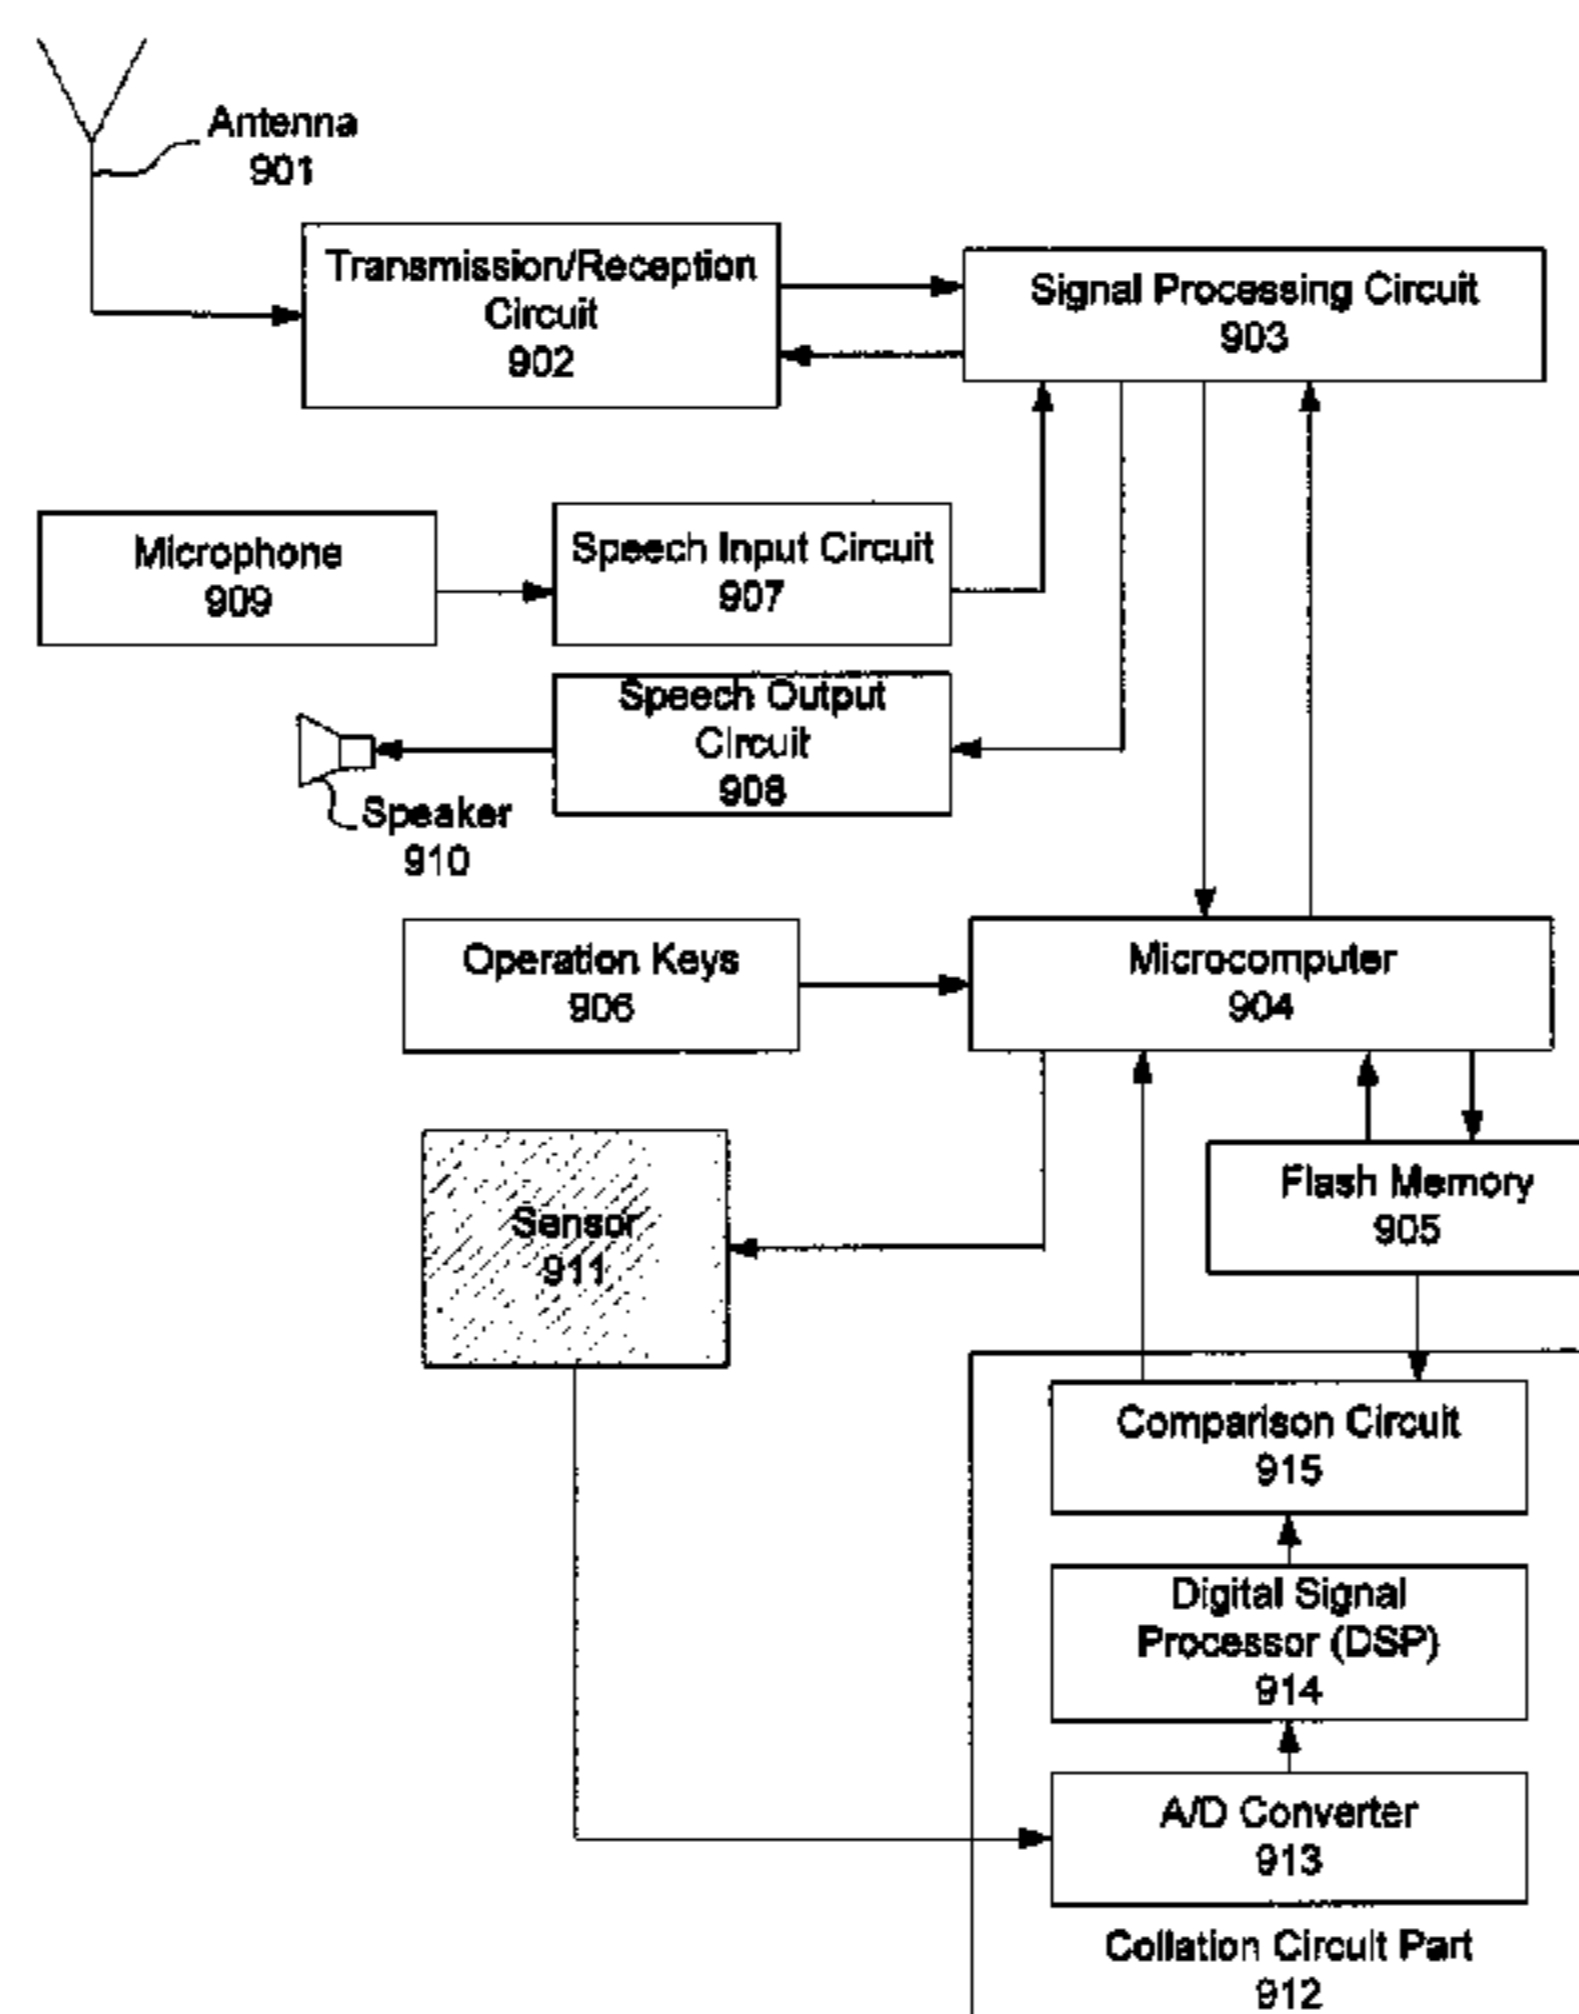 Antenna
901
Transmission/Reception
Circuit
902
Signal Processing Circuit
903
Microphone
909
Speech Input Circuit
907
Speech Output
Circuit
908
Speaker
910
Operation Keys
906
Microcomputer
904
Sensor
911
Flash Memory
905
Comparison Circuit
915
Digital Signal
Processor (DSP)
914
A/D Converter
913
Collation Circuit Part
912